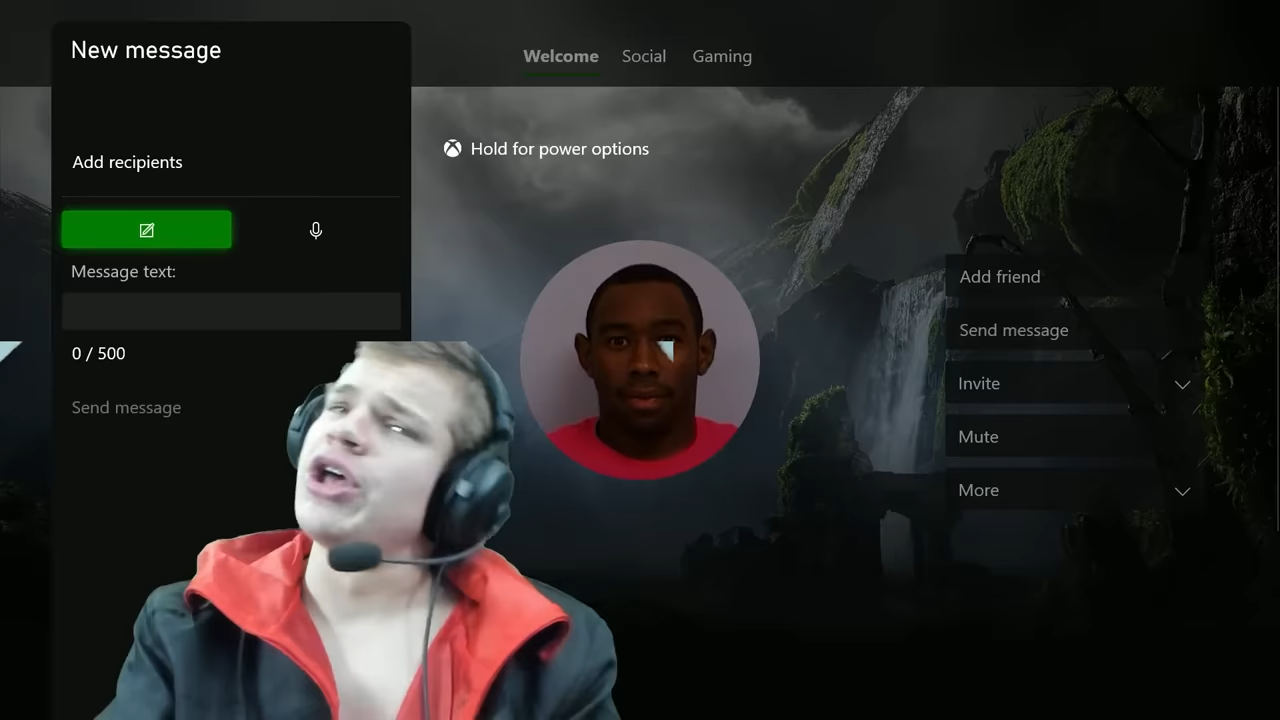 New message
Welcome Social Gaming
Hold for power options
Add recipients
Message text:
0 / 500
Send message
Add friend
Send message
Invite
Mute
More